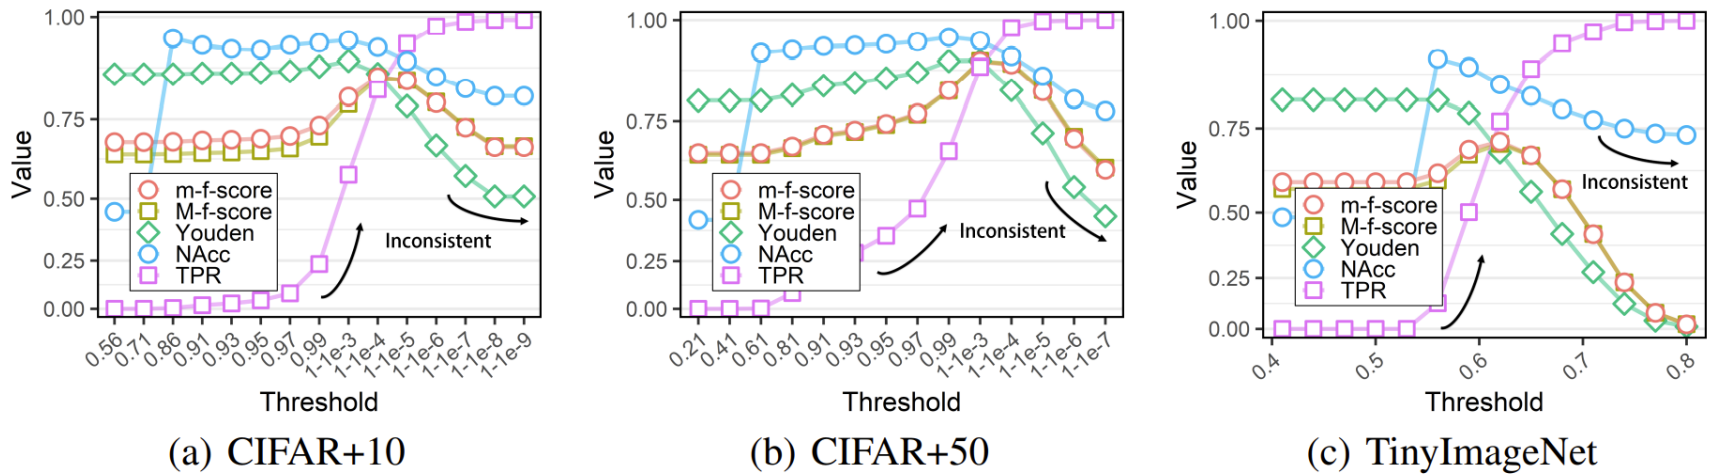 1.00
0.75
0.50
0.25
0.00
Value
m-f-score
M-f-score
Youden
NAcc
TPR
Inconsistent
0.56
0.71
0.86
0.91
0.93
0.95
0.97
0.99
1-1e-3
1-1e-4
1-1e-5
1-1e-6
1-1e-7
1-1e-8
1-1e-9
Threshold
(a) CIFAR+10
1.00
0.75
0.50
0.25
0.00
Value
m-f-score
M-f-score
Youden
NAcc
TPR
Inconsistent
0.21
0.41
0.61
0.81
0.91
0.93
0.95
0.97
0.99
1-1e-3
1-1e-4
1-1e-5
1-1e-6
1-1e-7
Threshold
(b) CIFAR+50
1.00
0.75
0.50
0.25
0.00
Value
m-f-score
M-f-score
Youden
NAcc
TPR
Inconsistent
0.4
0.5
0.6
0.7
0.8
Threshold
(c) TinyImageNet